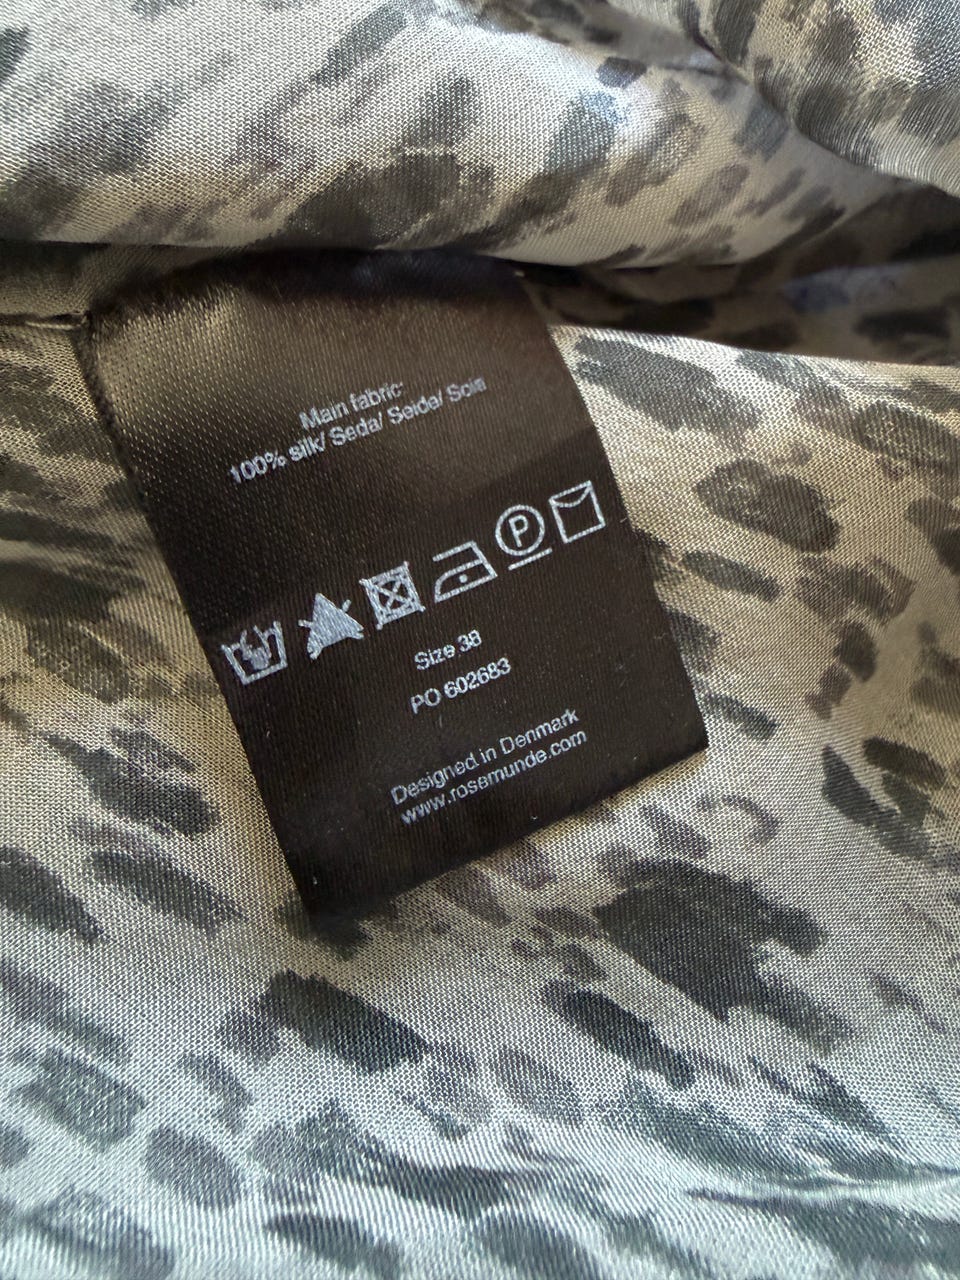 Main fabric:
100% silk/ Seda/ Seide/ Soie
P
Size 38
PO 602683
Designed in Denmark
www.rosemunde.com